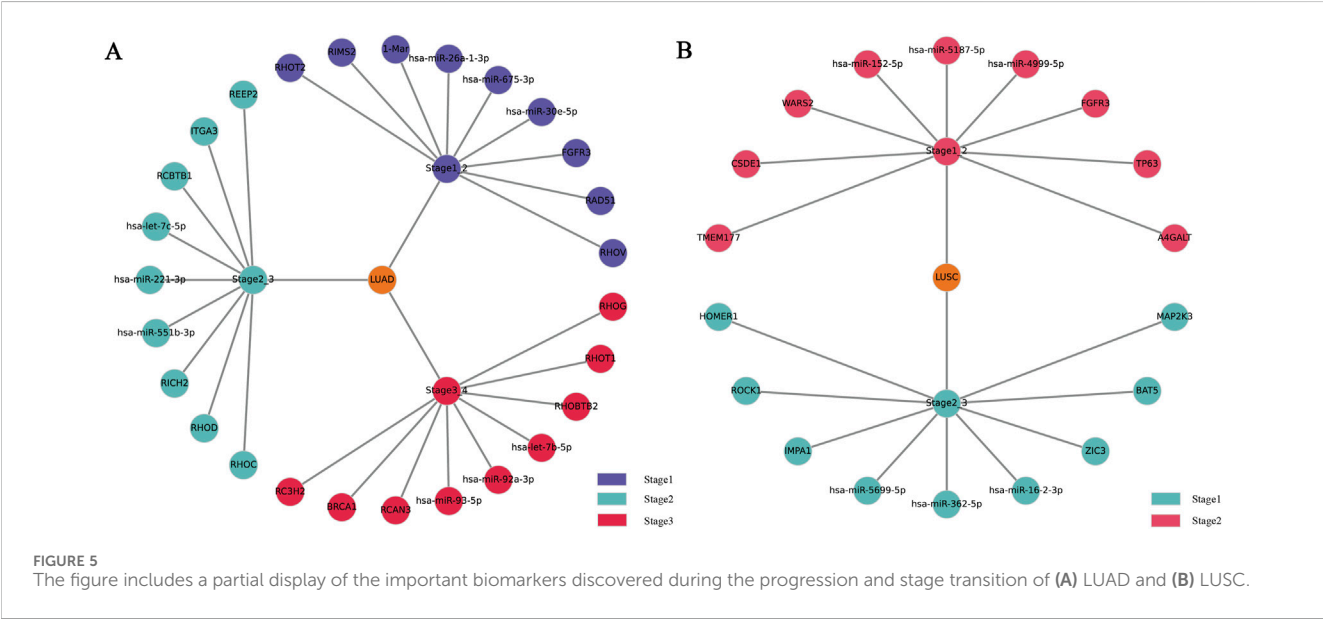 A
RHOT2
RIMS2
1-Mar
hsa-miR-26a-1-3p
hsa-miR-675-3p
hsa-miR-30e-5p
FGFR3
RAD51
RHOV
Stage1_2
REEP2
ITGA3
RCBTB1
hsa-let-7c-5p
hsa-miR-221-3p
hsa-miR-551b-3p
RICH2
RHOD
RHOC
Stage2_3
LUAD
RHOG
RHOT1
RHOBTB2
hsa-let-7b-5p
hsa-miR-92a-3p
hsa-miR-93-5p
RCAN3
BRCA1
RC3H2
Stage3_4
Stage1
Stage2
Stage3
B
hsa-miR-5187-5p
hsa-miR-152-5p
hsa-miR-4999-5p
WARS2
FGFR3
CSDE1
Stage1_2
TP63
TMEM177
A4GALT
LUSC
HOMER1
MAP2K3
ROCK1
Stage2_3
BAT5
IMPA1
ZIC3
hsa-miR-5699-5p
hsa-miR-362-5p
hsa-miR-16-2-3p
Stage1
Stage2
FIGURE 5
The figure includes a partial display of the important biomarkers discovered during the progression and stage transition of (A) LUAD and (B) LUSC.